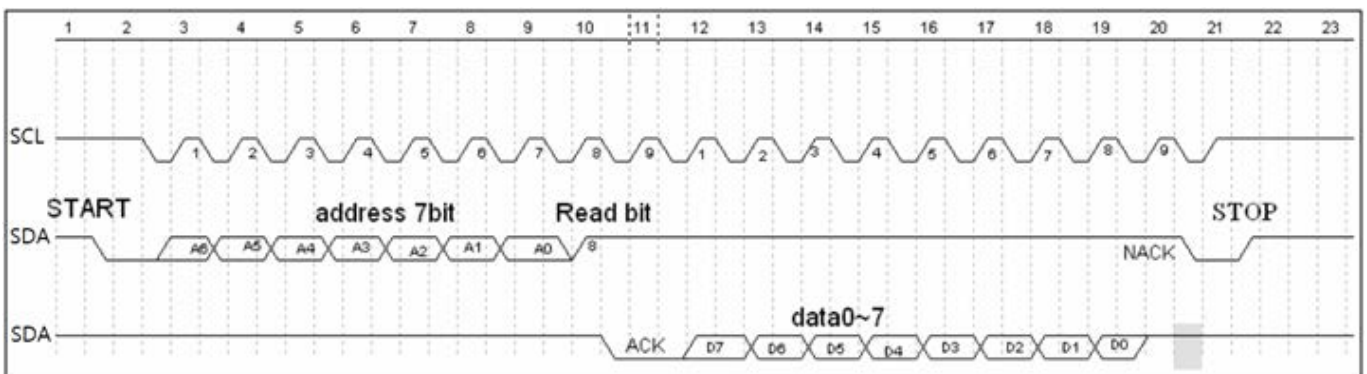 1 2 3 4 5 6 7 8 9 10 11 12 13 14 15 16 17 18 19 20 21 22 23
SCL 1 2 3 4 5 6 7 8 9 1 2 3 4 5 6 7 8 9
START address 7bit Read bit STOP
SDA A6 A5 A4 A3 A2 A1 A0 8 NACK
data0~7
SDA ACK D7 D6 D5 D4 D3 D2 D1 D0